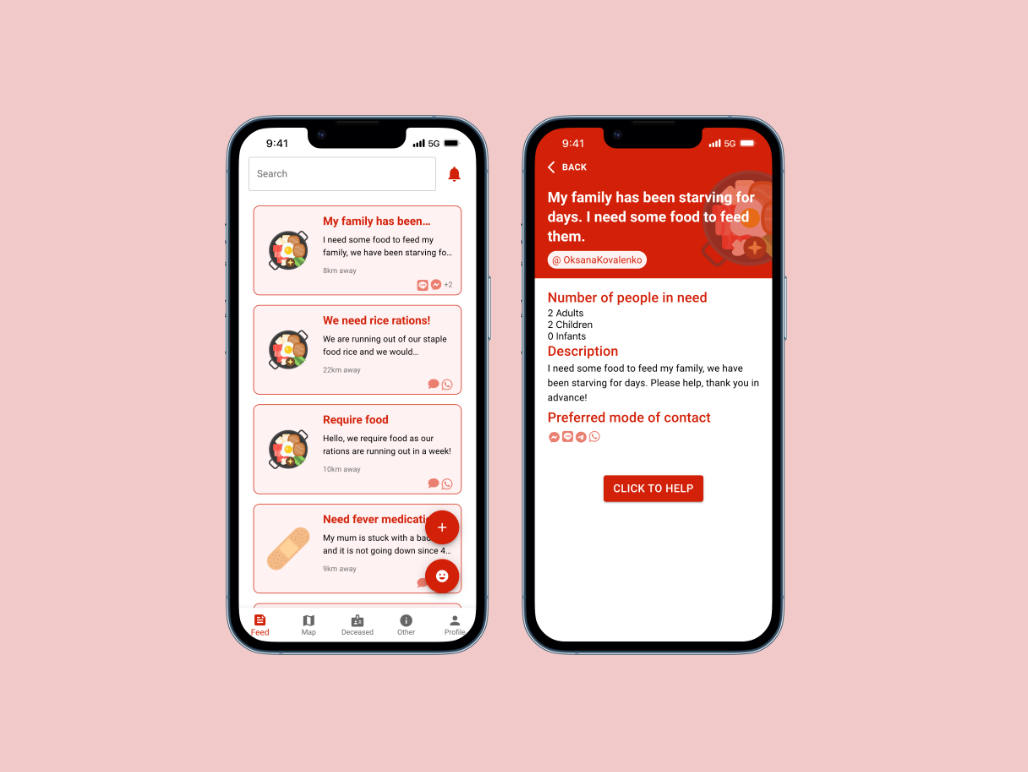 9:41
5G
Search
My family has been...
I need some food to feed my
family, we have been starving fo...
8km away
+2
We need rice rations!
We are running out of our staple
food rice and we would...
22km away
Require food
Hello, we require food as our
rations are running out in a week!
10km away
Need fever medicati
My mum is stuck with a ba
and it is not going down since 4...
9km away
Feed
Map
Deceased
Other
Profile
9:41
5G
BACK
My family has been starving for
days. I need some food to feed
them.
@ OksanaKovalenko
Number of people in need
2 Adults
2 Children
0 Infants
Description
I need some food to feed my family, we have
been starving for days. Please help, thank you in
advance!
Preferred mode of contact
CLICK TO HELP